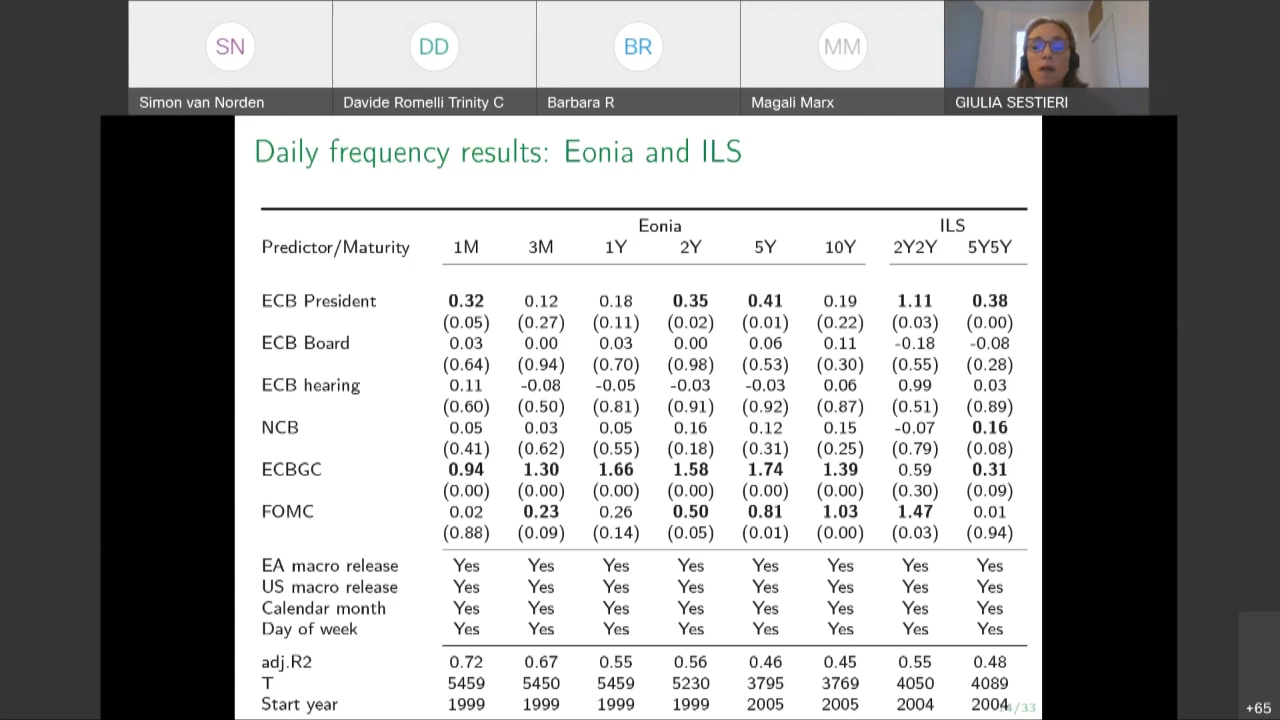 SN
DD
BR
MM
Simon van Norden
Davide Romelli Trinity C
Barbara R
Magali Marx
GIULIA SESTIERI
Daily frequency results: Eonia and ILS
Eonia ILS
Predictor/Maturity 1M 3M 1Y 2Y 5Y 10Y 2Y2Y 5Y5Y
ECB President 0.32 0.12 0.18 0.35 0.41 0.19 1.11 0.38
(0.05) (0.27) (0.11) (0.02) (0.01) (0.22) (0.03) (0.00)
ECB Board 0.03 0.00 0.03 0.00 0.06 0.11 -0.18 -0.08
(0.64) (0.94) (0.70) (0.98) (0.53) (0.30) (0.55) (0.28)
ECB hearing 0.11 -0.08 -0.05 -0.03 -0.03 0.06 0.99 0.03
(0.60) (0.50) (0.81) (0.91) (0.92) (0.87) (0.51) (0.89)
NCB 0.05 0.03 0.05 0.16 0.12 0.15 -0.07 0.16
(0.41) (0.62) (0.55) (0.18) (0.31) (0.25) (0.79) (0.08)
ECBGC 0.94 1.30 1.66 1.58 1.74 1.39 0.59 0.31
(0.00) (0.00) (0.00) (0.00) (0.00) (0.00) (0.30) (0.09)
FOMC 0.02 0.23 0.26 0.50 0.81 1.03 1.47 0.01
(0.88) (0.09) (0.14) (0.05) (0.01) (0.00) (0.03) (0.94)
EA macro release Yes Yes Yes Yes Yes Yes Yes Yes
US macro release Yes Yes Yes Yes Yes Yes Yes Yes
Calendar month Yes Yes Yes Yes Yes Yes Yes Yes
Day of week Yes Yes Yes Yes Yes Yes Yes Yes
adj.R2 0.72 0.67 0.55 0.56 0.46 0.45 0.55 0.48
T 5459 5450 5459 5230 3795 3769 4050 4089
Start year 1999 1999 1999 1999 2005 2005 2004 2004
+65